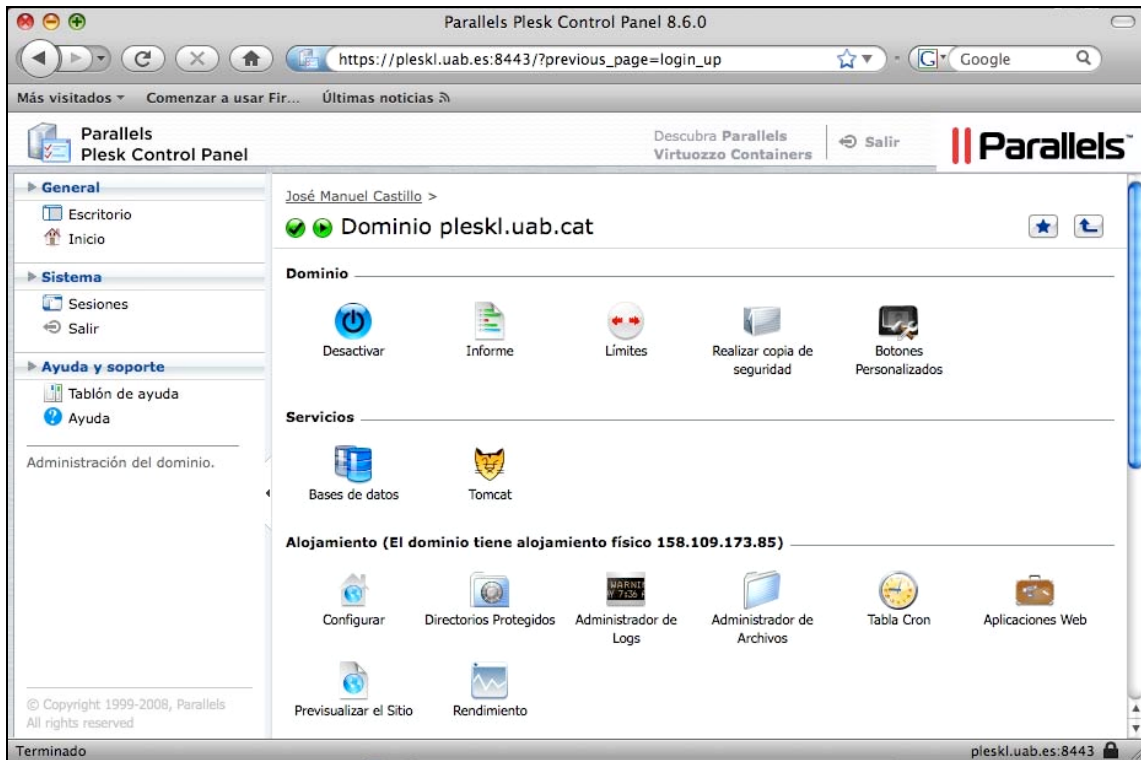 Parallels Plesk Control Panel 8.6.0
https://pleskl.uab.es:8443/?previous_page=login_up
G Google
Más visitados Comenzar a usar Fir... Últimas noticias
Parallels
Plesk Control Panel
Descubra Parallels
Virtuozzo Containers
Salir
Parallels™
General
Escritorio
Inicio
Sistema
Sesiones
Salir
Ayuda y soporte
Tablón de ayuda
Ayuda
Administración del dominio.
© Copyright 1999-2008, Parallels
All rights reserved
José Manuel Castillo >
Dominio pleskl.uab.cat
Dominio
Desactivar
Informe
Límites
Realizar copia de
seguridad
Botones
Personalizados
Servicios
Bases de datos
Tomcat
Alojamiento (El dominio tiene alojamiento físico 158.109.173.85)
WARNI
Y 7:36
Configurar
Directorios Protegidos
Administrador de
Logs
Administrador de
Archivos
Tabla Cron
Aplicaciones Web
Previsualizar el Sitio
Rendimiento
Terminado
pleskl.uab.es:8443